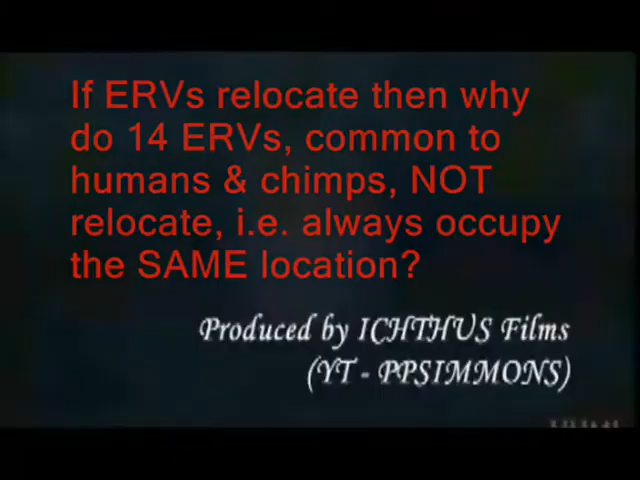 If ERVs relocate then why
do 14 ERVs, common to
humans & chimps, NOT
relocate, i.e. always occupy
the SAME location?
Produced by ICHTHUS Films
(YT - PPSIMMONS)